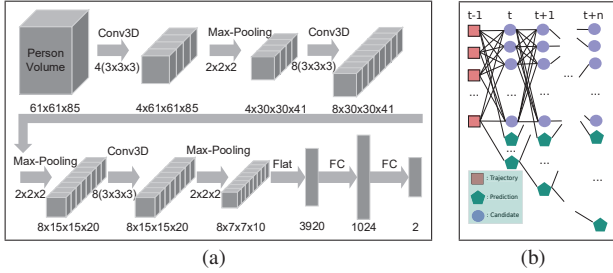 Person
Volume
Conv3D
4(3x3x3)
Max-Pooling
2x2x2
Conv3D
8(3x3x3)
61x61x85
4x61x61x85
4x30x30x41
8x30x30x41
Max-Pooling
2x2x2
Conv3D
8(3x3x3)
Max-Pooling
2x2x2
Flat
FC
FC
8x15x15x20
8x15x15x20
8x7x7x10
3920
1024
2
(a)
t-1
t
t+1
t+n
...
...
...
...
...
...
...
...
: Trajectory
: Prediction
: Candidate
(b)